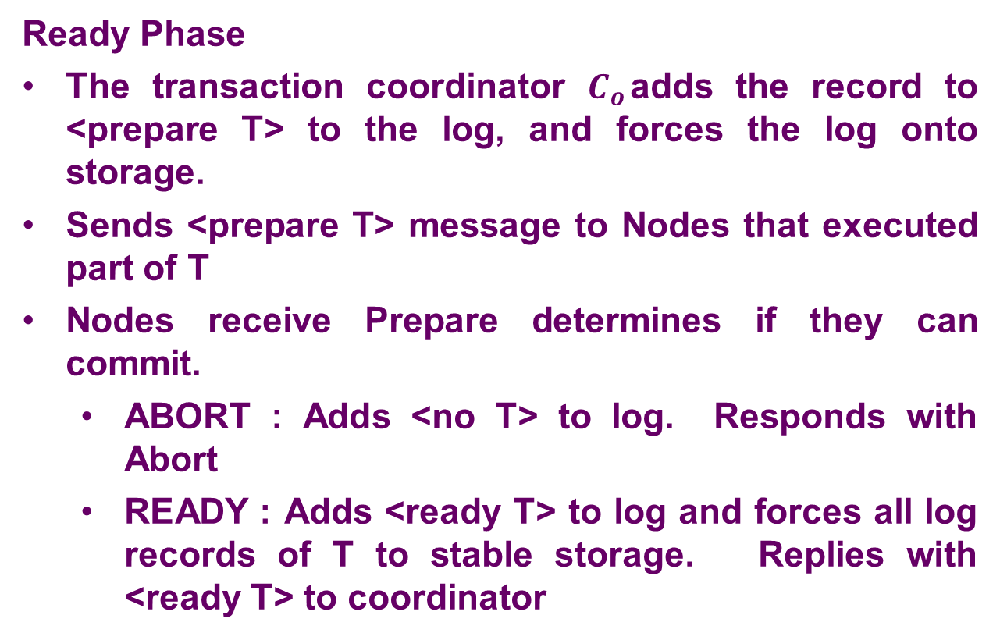 Ready Phase
• The transaction coordinator Cₒ adds the record to
<prepare T> to the log, and forces the log onto
storage.
• Sends <prepare T> message to Nodes that executed
part of T
• Nodes receive Prepare determines if they can
commit.
• ABORT : Adds <no T> to log. Responds with
Abort
• READY : Adds <ready T> to log and forces all log
records of T to stable storage. Replies with
<ready T> to coordinator